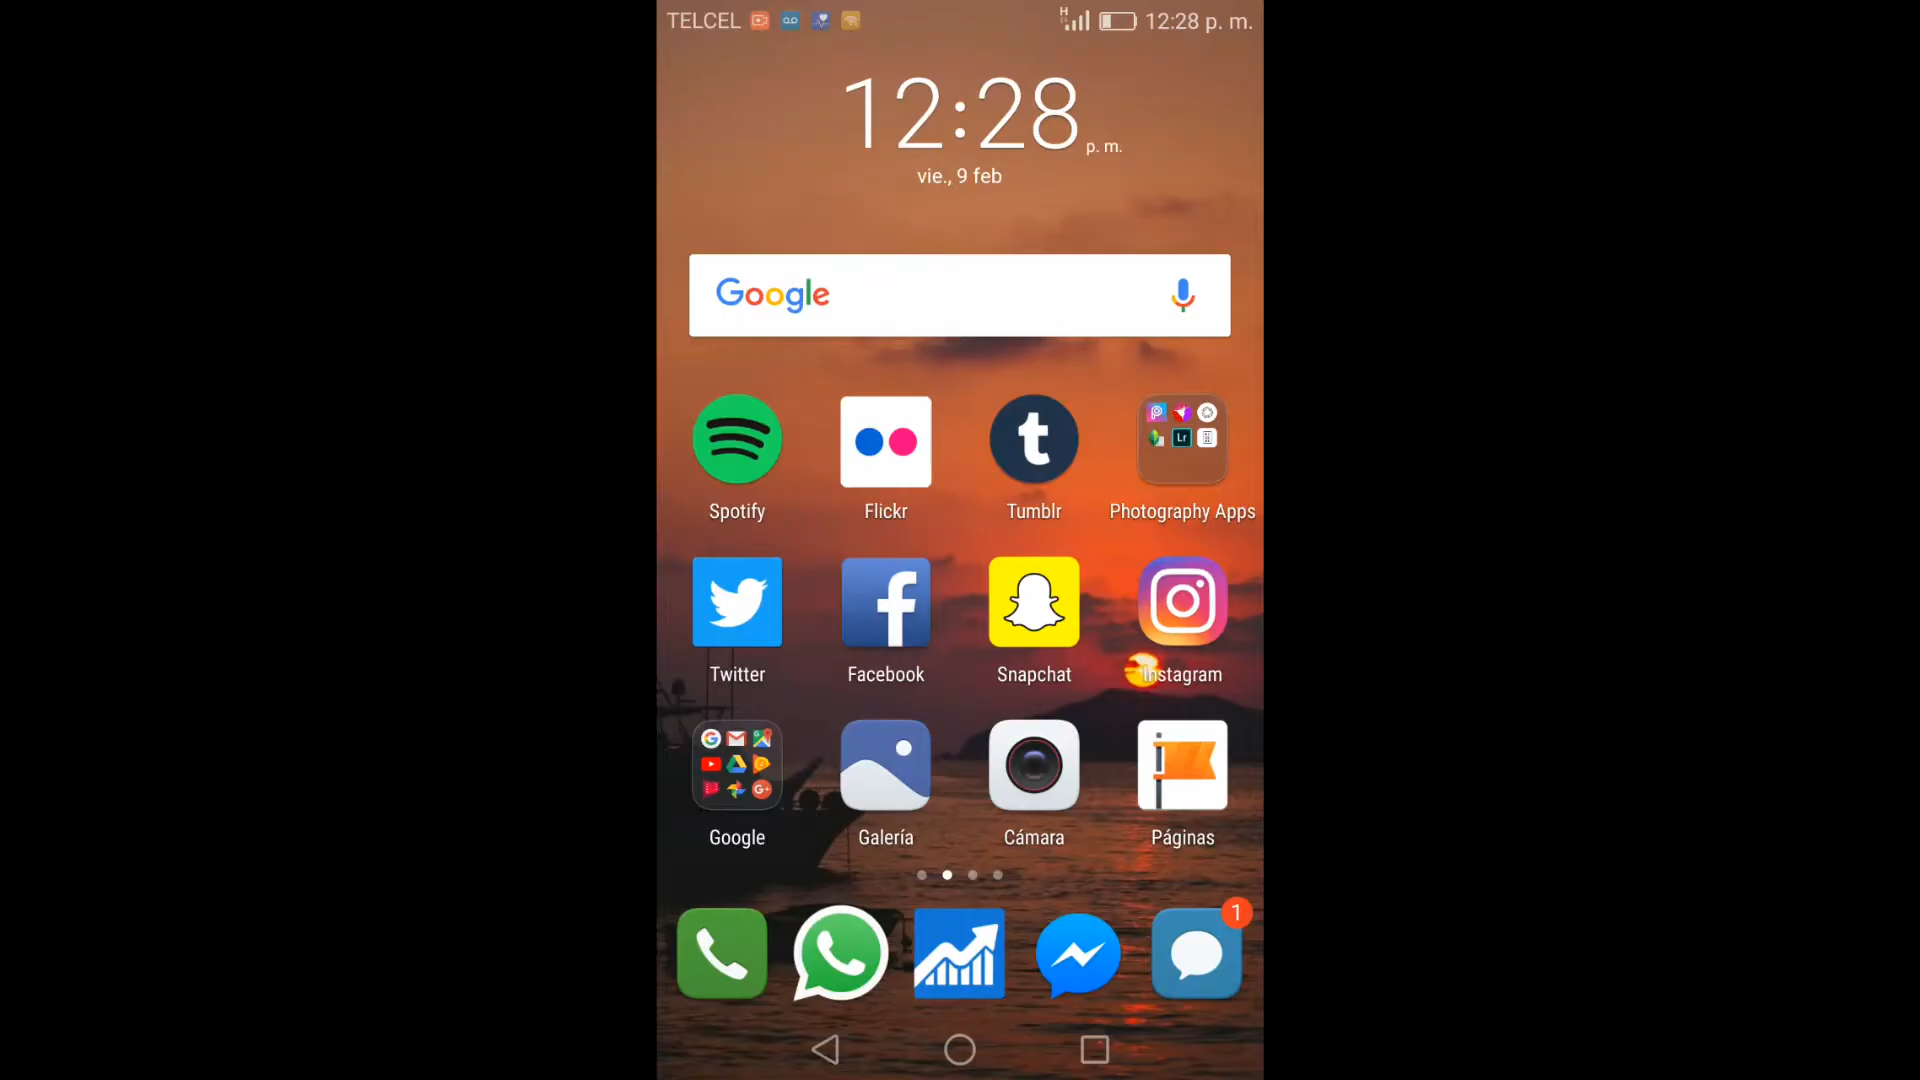 TELCEL H 12:28 p. m.
12:28 p. m.
vie., 9 feb
Google
Spotify Flickr Tumblr Photography Apps
Twitter Facebook Snapchat Instagram
Google Galería Cámara Páginas
1